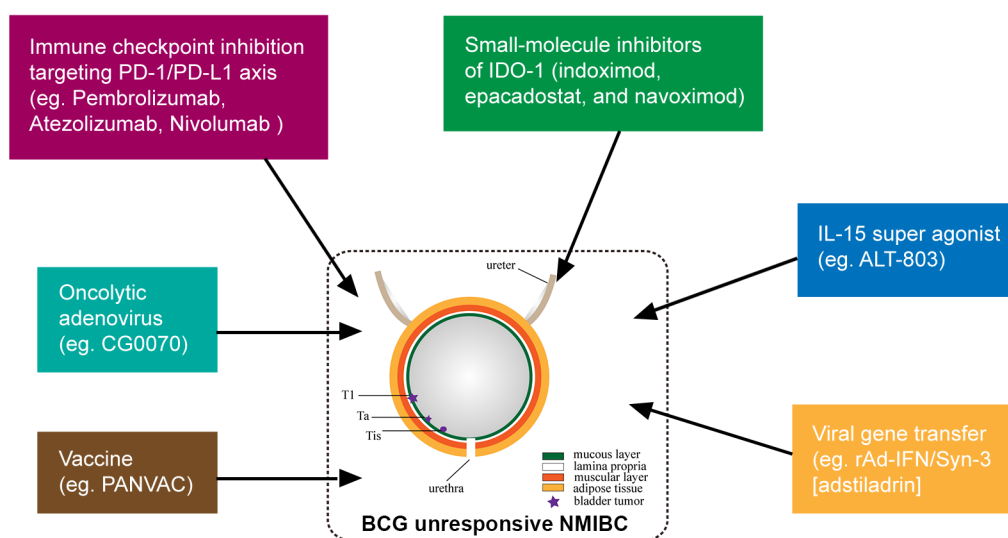 Immune checkpoint inhibition
targeting PD-1/PD-L1 axis
(eg. Pembrolizumab,
Atezolizumab, Nivolumab )
Small-molecule inhibitors
of IDO-1 (indoximod,
epacadostat, and navoximod)
IL-15 super agonist
(eg. ALT-803)
Oncolytic
adenovirus
(eg. CG0070)
ureter
T1
Ta
Tis
urethra
mucous layer
lamina propria
muscular layer
adipose tissue
bladder tumor
Vaccine
(eg. PANVAC)
Viral gene transfer
(eg. rAd-IFN/Syn-3
[adstiladrin]
BCG unresponsive NMIBC